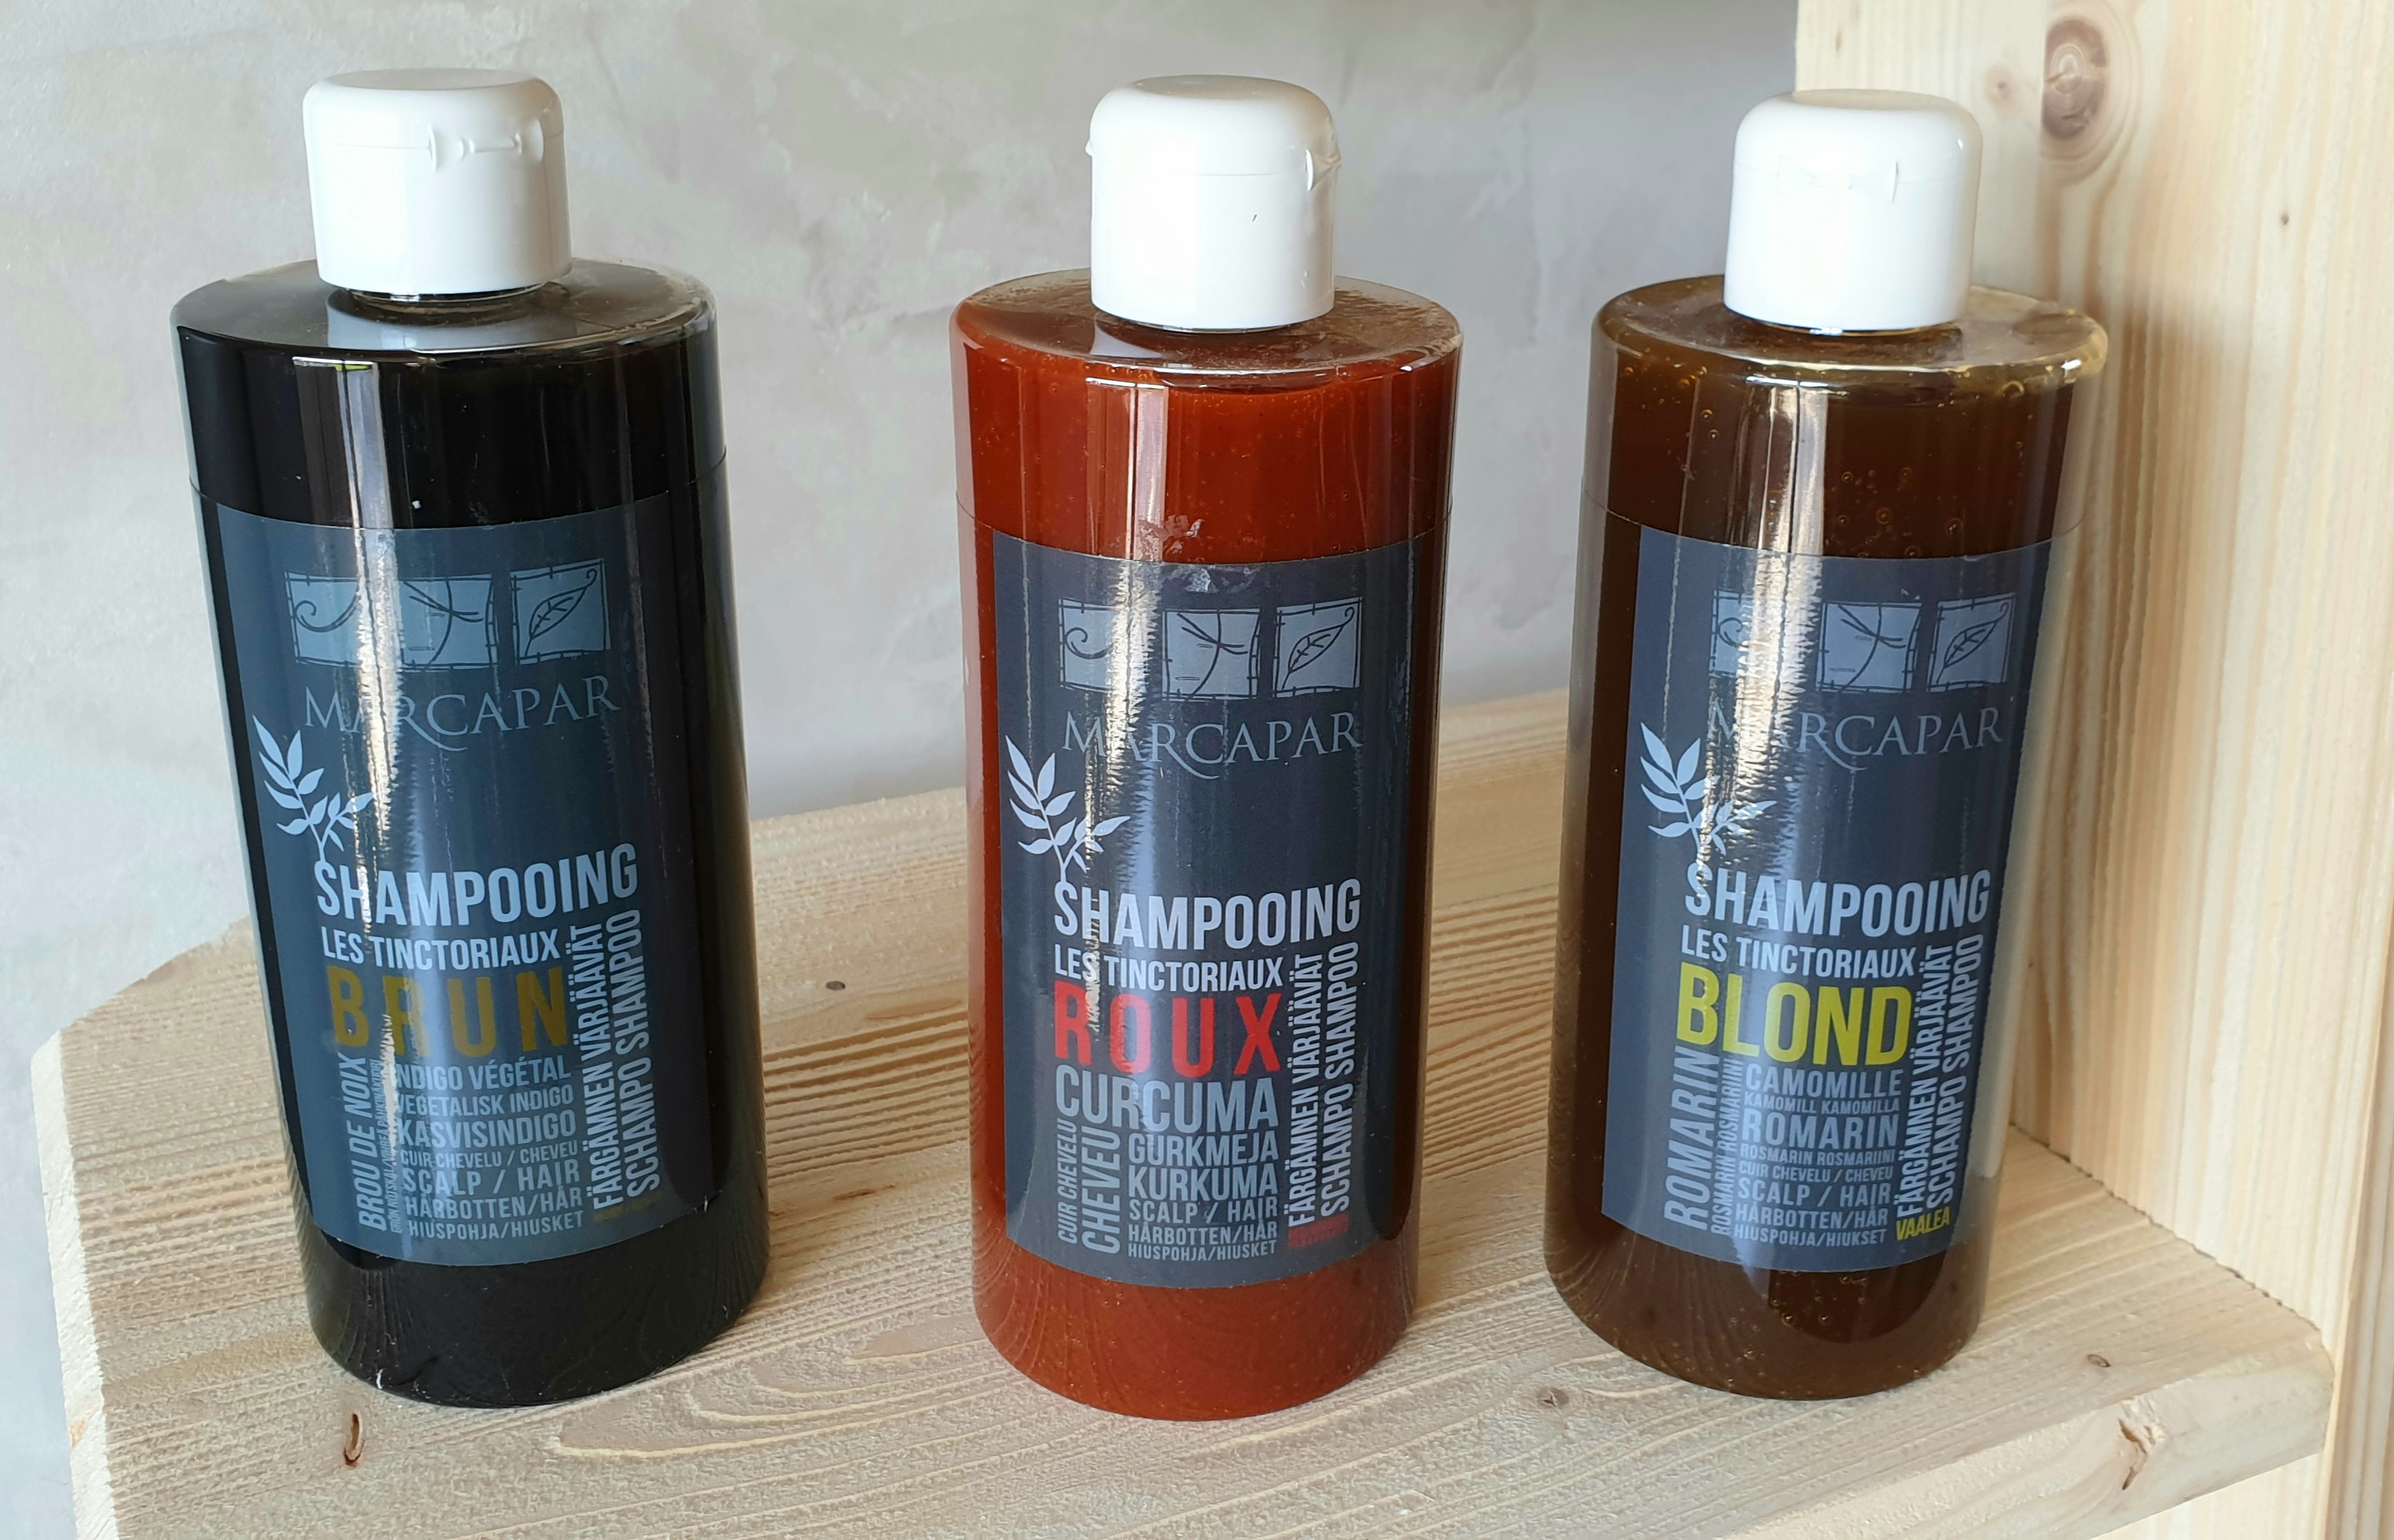 MARCAPAR
SHAMPOOING
LES TINCTORIAUX
BRUN
INDIGO VÉGÉTAL
VEGETALISK INDIGO
KASVISINDIGO
CUIR CHEVELU / CHEVEU
SCALP / HAIR
HÅRBOTTEN/HÅR
HIUSPOHJA/HIUSKET
BROU DE NOIX
FÄRGÄMNEN VÄRJÄÄVÄT
SCHAMPO SHAMPOO
MARCAPAR
SHAMPOOING
LES TINCTORIAUX
ROUX
CURCUMA
GURKMEJA
KURKUMA
SCALP / HAIR
HÅRBOTTEN/HÅR
HIUSPOHJA/HIUSKET
CUIR CHEVELU
CHEVEU
FÄRGÄMNEN VÄRJÄÄVÄT
SCHAMPO SHAMPOO
MARCAPAR
SHAMPOOING
LES TINCTORIAUX
BLOND
CAMOMILLE
KAMOMILL KAMOMILLA
ROMARIN
ROSMARIN ROSMARIINI
CUIR CHEVELU / CHEVEU
SCALP / HAIR
HÅRBOTTEN/HÅR
HIUSPOHJA/HIUKSET
ROMARIN
ROSMARIN ROSMARIINI
FÄRGÄMNEN VÄRJÄÄVÄT
SCHAMPO SHAMPOO
VAALEA